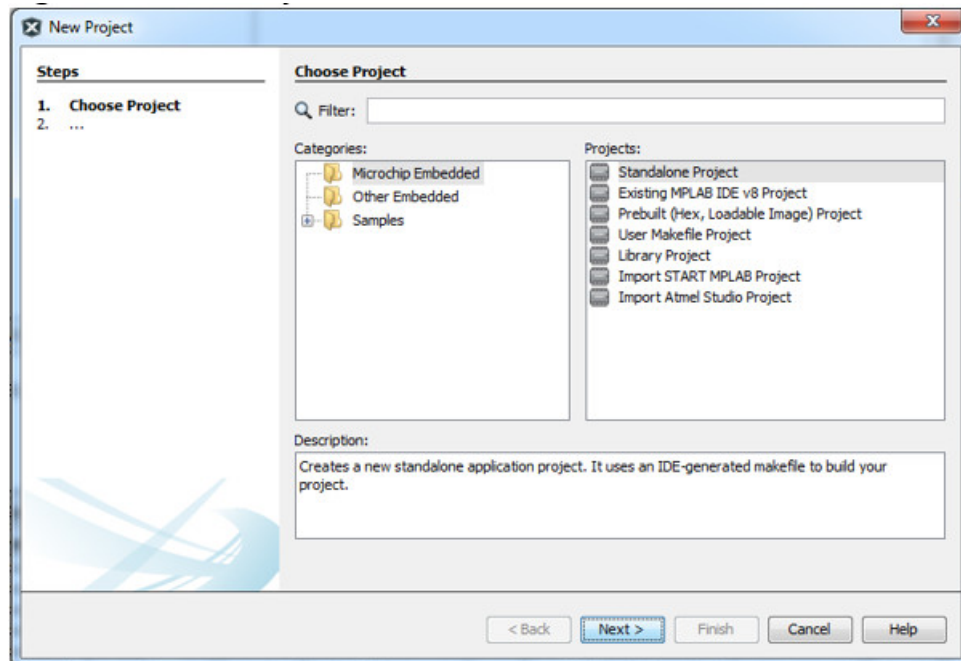 New Project
Steps
1. Choose Project
2. ...
Choose Project
Filter:
Categories:
Microchip Embedded
Other Embedded
Samples
Projects:
Standalone Project
Existing MPLAB IDE v8 Project
Prebuilt (Hex, Loadable Image) Project
User Makefile Project
Library Project
Import START MPLAB Project
Import Atmel Studio Project
Description:
Creates a new standalone application project. It uses an IDE-generated makefile to build your
project.
< Back
Next >
Finish
Cancel
Help